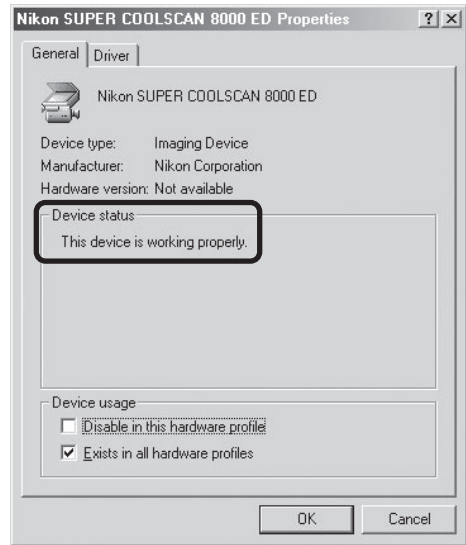 Nikon SUPER COOLSCAN 8000 ED Properties
General Driver
Nikon SUPER COOLSCAN 8000 ED
Device type: Imaging Device
Manufacturer: Nikon Corporation
Hardware version: Not available
Device status
This device is working properly.
Device usage
Disable in this hardware profile
Exists in all hardware profiles
OK Cancel